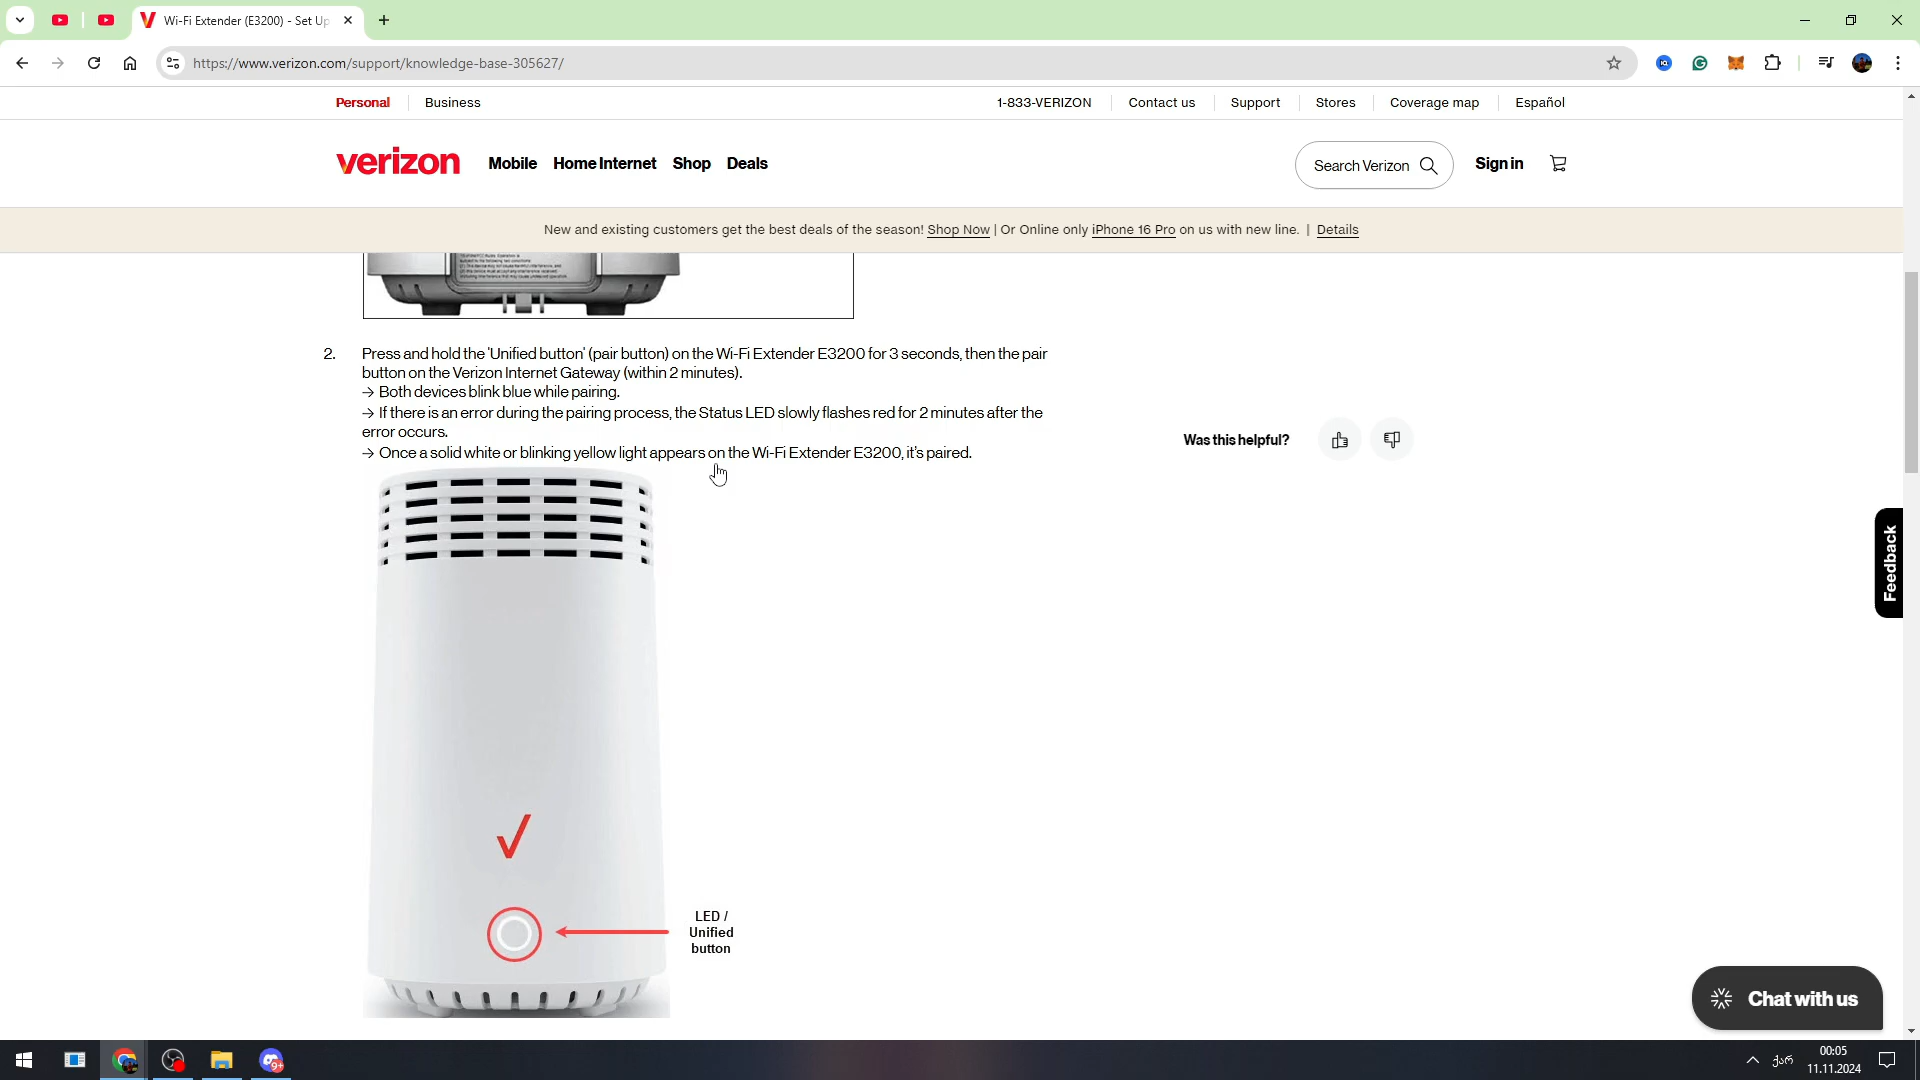 Wi-Fi Extender (E3200) - Set Up
https://www.verizon.com/support/knowledge-base-305627/
Personal
Business
1-833-VERIZON
Contact us
Support
Stores
Coverage map
Español
verizon
Mobile
Home Internet
Shop
Deals
Search Verizon
Sign in
New and existing customers get the best deals of the season! Shop Now | Or Online only iPhone 16 Pro on us with new line. | Details
2. Press and hold the 'Unified button' (pair button) on the Wi-Fi Extender E3200 for 3 seconds, then the pair
button on the Verizon Internet Gateway (within 2 minutes).
→ Both devices blink blue while pairing.
→ If there is an error during the pairing process, the Status LED slowly flashes red for 2 minutes after the
error occurs.
→ Once a solid white or blinking yellow light appears on the Wi-Fi Extender E3200, it's paired.
Was this helpful?
Feedback
LED /
Unified
button
Chat with us
9+
ქარ
00:05
11.11.2024